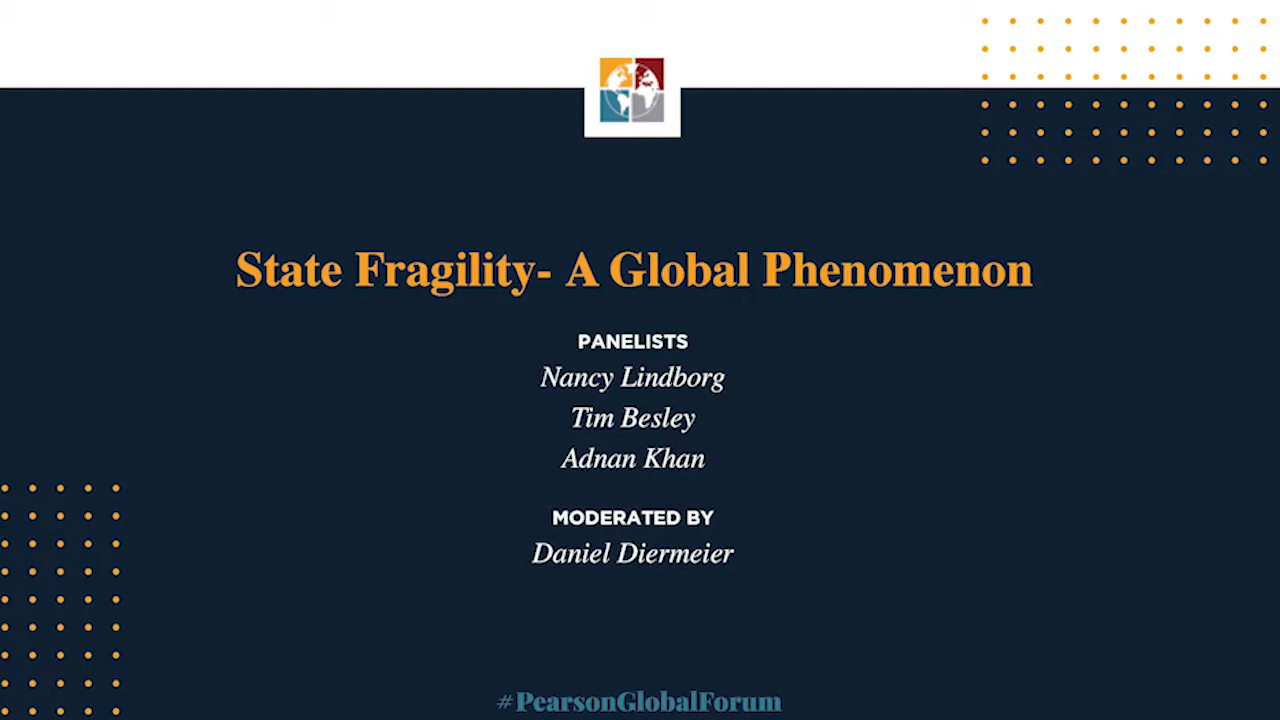 State Fragility- A Global Phenomenon
PANELISTS
Nancy Lindborg
Tim Besley
Adnan Khan
MODERATED BY
Daniel Diermeier
#PearsonGlobalForum